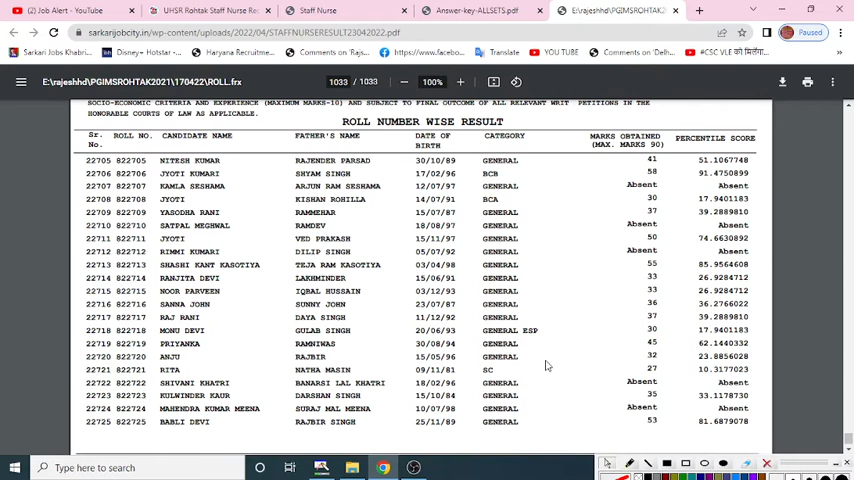 Job Alert - YouTube
UHSR Rohtak Staff Nurse Re
Staff Nurse
Answer-key-ALLSETS.pdf
E:\rajeshhd\PGIMSROHTAK2021
sarkarijobcity.in/wp-content/uploads/2022/04/STAFFNURSERESULT23042022.pdf
Paused
Sarkari Jobs Khabri...
Disney+ Hotstar -...
Haryana Recruitme...
Comments on 'Rajs...
Translate
YOU TUBE
Comments on 'Delh...
#CSC VLE को मिलेगा...
E:\rajeshhd\PGIMSROHTAK2021\170422\ROLL.frx
1033 / 1033
100%
SOCIO-ECONOMIC CRITERIA AND EXPERIENCE (MAXIMUM MARKS-10) AND SUBJECT TO FINAL OUTCOME OF ALL RELEVANT WRIT PETITIONS IN THE
HONORABLE COURTS OF LAW AS APPLICABLE.
ROLL NUMBER WISE RESULT
Sr. No. ROLL NO. CANDIDATE NAME FATHER'S NAME DATE OF BIRTH CATEGORY MARKS OBTAINED (MAX. MARKS 90) PERCENTILE SCORE
22705 822705 NITESH KUMAR RAJENDER PARSAD 30/10/89 GENERAL 41 51.1067748
22706 822706 JYOTI KUMARI SHYAM SINGH 17/02/96 BCB 58 91.4750899
22707 822707 KAMLA SESHAMA ARJUN RAM SESHAMA 12/07/97 GENERAL Absent Absent
22708 822708 JYOTI KISHAN ROHILLA 14/07/91 BCA 30 17.9401183
22709 822709 YASODHA RANI RAMMEHAR 15/07/87 GENERAL 37 39.2889810
22710 822710 SATPAL MEGHWAL RAMDEV 18/08/97 GENERAL Absent Absent
22711 822711 JYOTI VED PRAKASH 15/11/97 GENERAL 50 74.6630892
22712 822712 RIMMI KUMARI DILIP SINGH 05/07/92 GENERAL Absent Absent
22713 822713 SHASHI KANT KASOTIYA TEJA RAM KASOTIYA 03/04/98 GENERAL 55 85.9564608
22714 822714 RANJITA DEVI LAKHMINDER 15/06/91 GENERAL 33 26.9284712
22715 822715 NOOR PARVEEN IQBAL HUSSAIN 03/12/93 GENERAL 33 26.9284712
22716 822716 SANNA JOHN SUNNY JOHN 23/07/87 GENERAL 36 36.2766022
22717 822717 RAJ RANI DAYA SINGH 11/12/92 GENERAL 37 39.2889810
22718 822718 MONU DEVI GULAB SINGH 20/06/93 GENERAL ESP 30 17.9401183
22719 822719 PRIYANKA RAMNIWAS 30/08/94 GENERAL 45 62.1440332
22720 822720 ANJU RAJBIR 15/05/96 GENERAL 32 23.8856028
22721 822721 RITA NATHA MASIN 09/11/81 SC 27 10.3177023
22722 822722 SHIVANI KHATRI BANARSI LAL KHATRI 18/02/96 GENERAL Absent Absent
22723 822723 KULWINDER KAUR DARSHAN SINGH 15/10/84 GENERAL 35 33.1178730
22724 822724 MAHENDRA KUMAR MEENA SURAJ MAL MEENA 10/07/98 GENERAL Absent Absent
22725 822725 BABLI DEVI RAJBIR SINGH 25/11/89 GENERAL 53 81.6879078
Type here to search